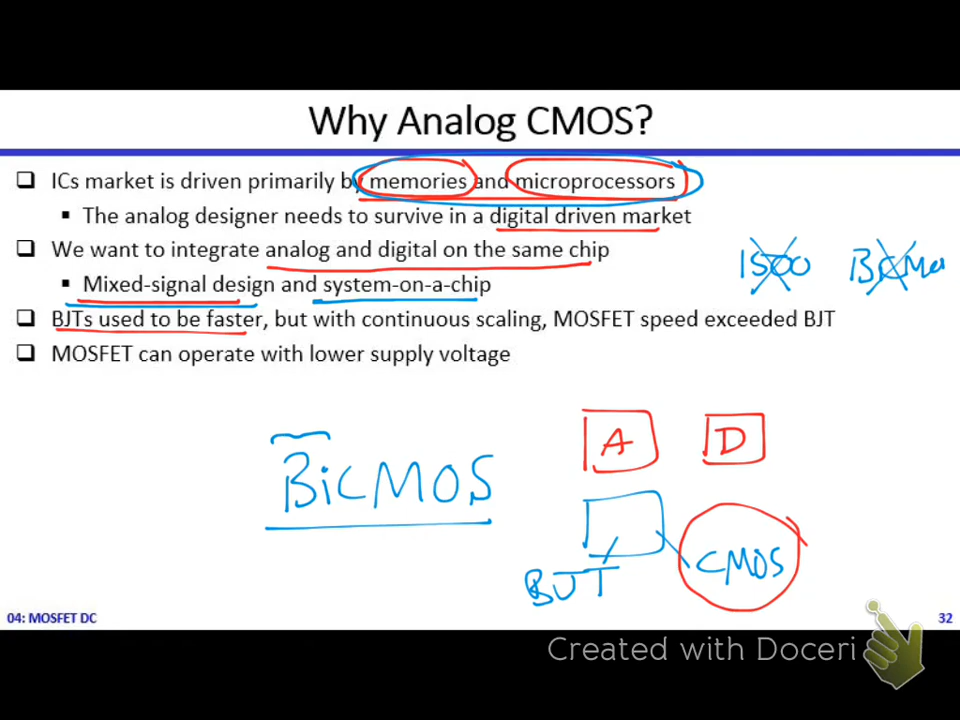 Why Analog CMOS?
❑ ICs market is driven primarily by memories and microprocessors
▪ The analog designer needs to survive in a digital driven market
❑ We want to integrate analog and digital on the same chip
▪ Mixed-signal design and system-on-a-chip
❑ BJTs used to be faster, but with continuous scaling, MOSFET speed exceeded BJT
❑ MOSFET can operate with lower supply voltage
A D
BiCMOS
BJT CMOS
04: MOSFET DC 32
Created with Doceri